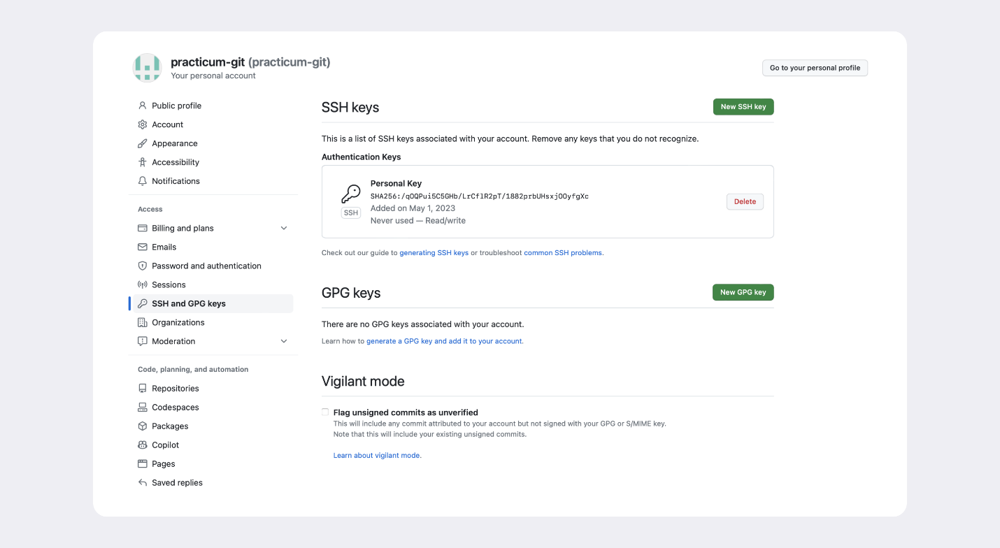 practicum-git (practicum-git)
Your personal account
Go to your personal profile
Public profile
Account
Appearance
Accessibility
Notifications
Access
Billing and plans
Emails
Password and authentication
Sessions
SSH and GPG keys
Organizations
Moderation
Code, planning, and automation
Repositories
Codespaces
Packages
Copilot
Pages
Saved replies
SSH keys
New SSH key
This is a list of SSH keys associated with your account. Remove any keys that you do not recognize.
Authentication Keys
Personal Key
SHA256:/qOQPui5C5GHb/LrCflR2pT/1882prbUHsxjOOyfgXc
SSH
Added on May 1, 2023
Never used — Read/write
Delete
Check out our guide to generating SSH keys or troubleshoot common SSH problems.
GPG keys
New GPG key
There are no GPG keys associated with your account.
Learn how to generate a GPG key and add it to your account.
Vigilant mode
Flag unsigned commits as unverified
This will include any commit attributed to your account but not signed with your GPG or S/MIME key.
Note that this will include your existing unsigned commits.
Learn about vigilant mode.